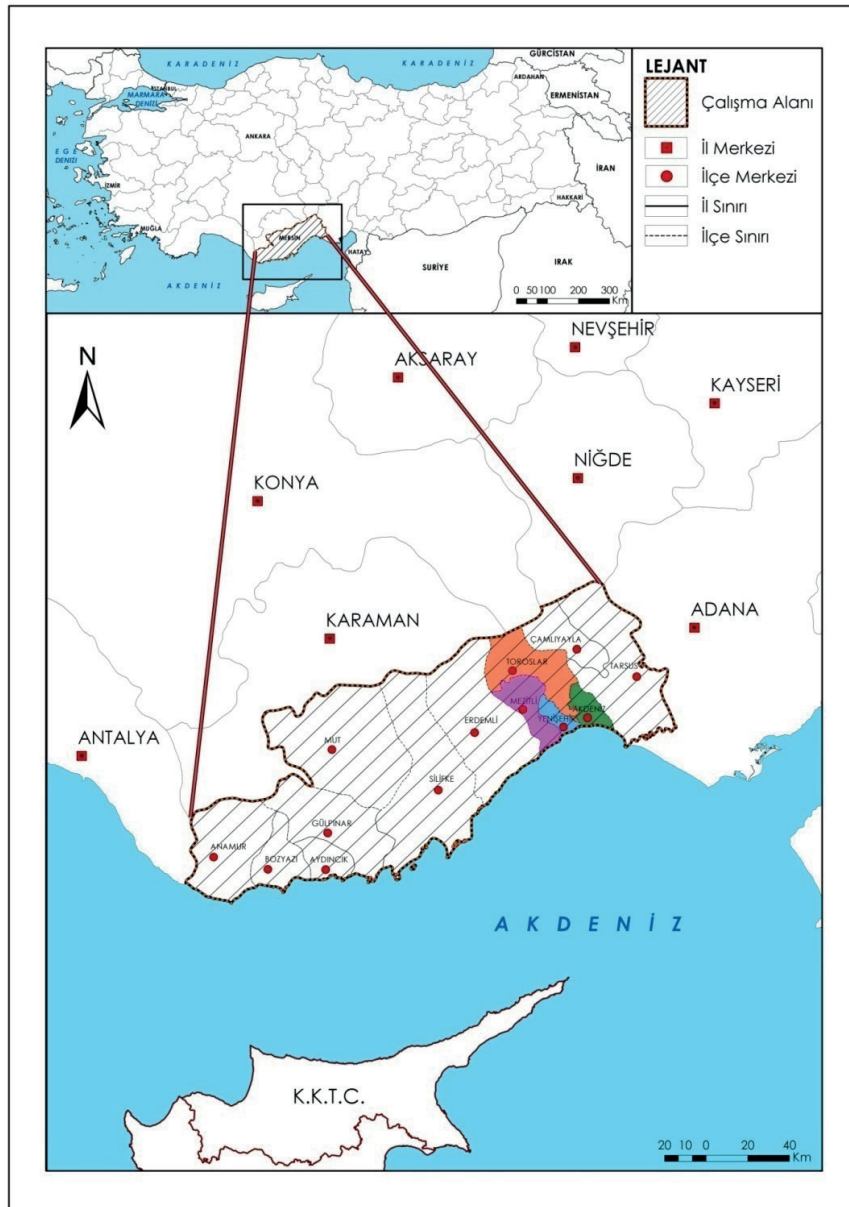 KARADENİZ
KARADENİZ
GÜRCİSTAN
İSTANBUL
MARMARA
DENİZİ
ARDAHAN
ERMENİSTAN
ANKARA
EGE
DENİZİ
İRAN
İZMİR
HAKKARİ
MUĞLA
MERSİN
HATAY
SURİYE
IRAK
AKDENİZ
0 50 100 200 300
Km
LEJANT
Çalışma Alanı
İl Merkezi
İlçe Merkezi
İl Sınırı
İlçe Sınırı
N
NEVŞEHİR
AKSARAY
KAYSERİ
NİĞDE
KONYA
KARAMAN
ADANA
ÇAMLIYAYLA
TOROSLAR
TARSUS
MEZİTLİ
AKDENİZ
YENİŞEHİR
ERDEMLİ
MUT
ANTALYA
SİLİFKE
GÜLPINAR
ANAMUR
BOZYAZI
AYDINCIK
AKDENİZ
K.K.T.C.
20 10 0 20 40
Km